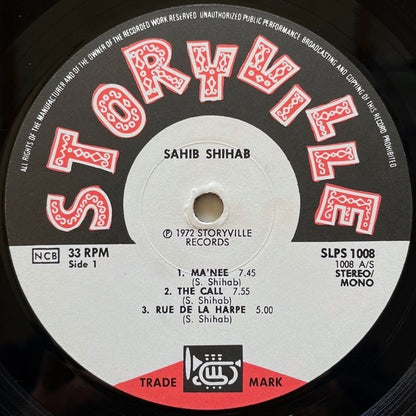 ALL RIGHTS OF THE MANUFACTURER AND OF THE OWNER OF THE RECORDED WORK RESERVED UNAUTHORIZED PUBLIC PERFORMANCE BROADCASTING AND COPYING OF THIS RECORD PROHIBITED
STORYVILLE
SAHIB SHIHAB
℗ 1972 STORYVILLE
RECORDS
NCB 33 RPM
Side 1
SLPS 1008
1008 A/S
STEREO/
MONO
1. MA'NEE 7.45
(S. Shihab)
2. THE CALL 7.55
(S. Shihab)
3. RUE DE LA HARPE 5.00
(S. Shihab)
TRADE MARK